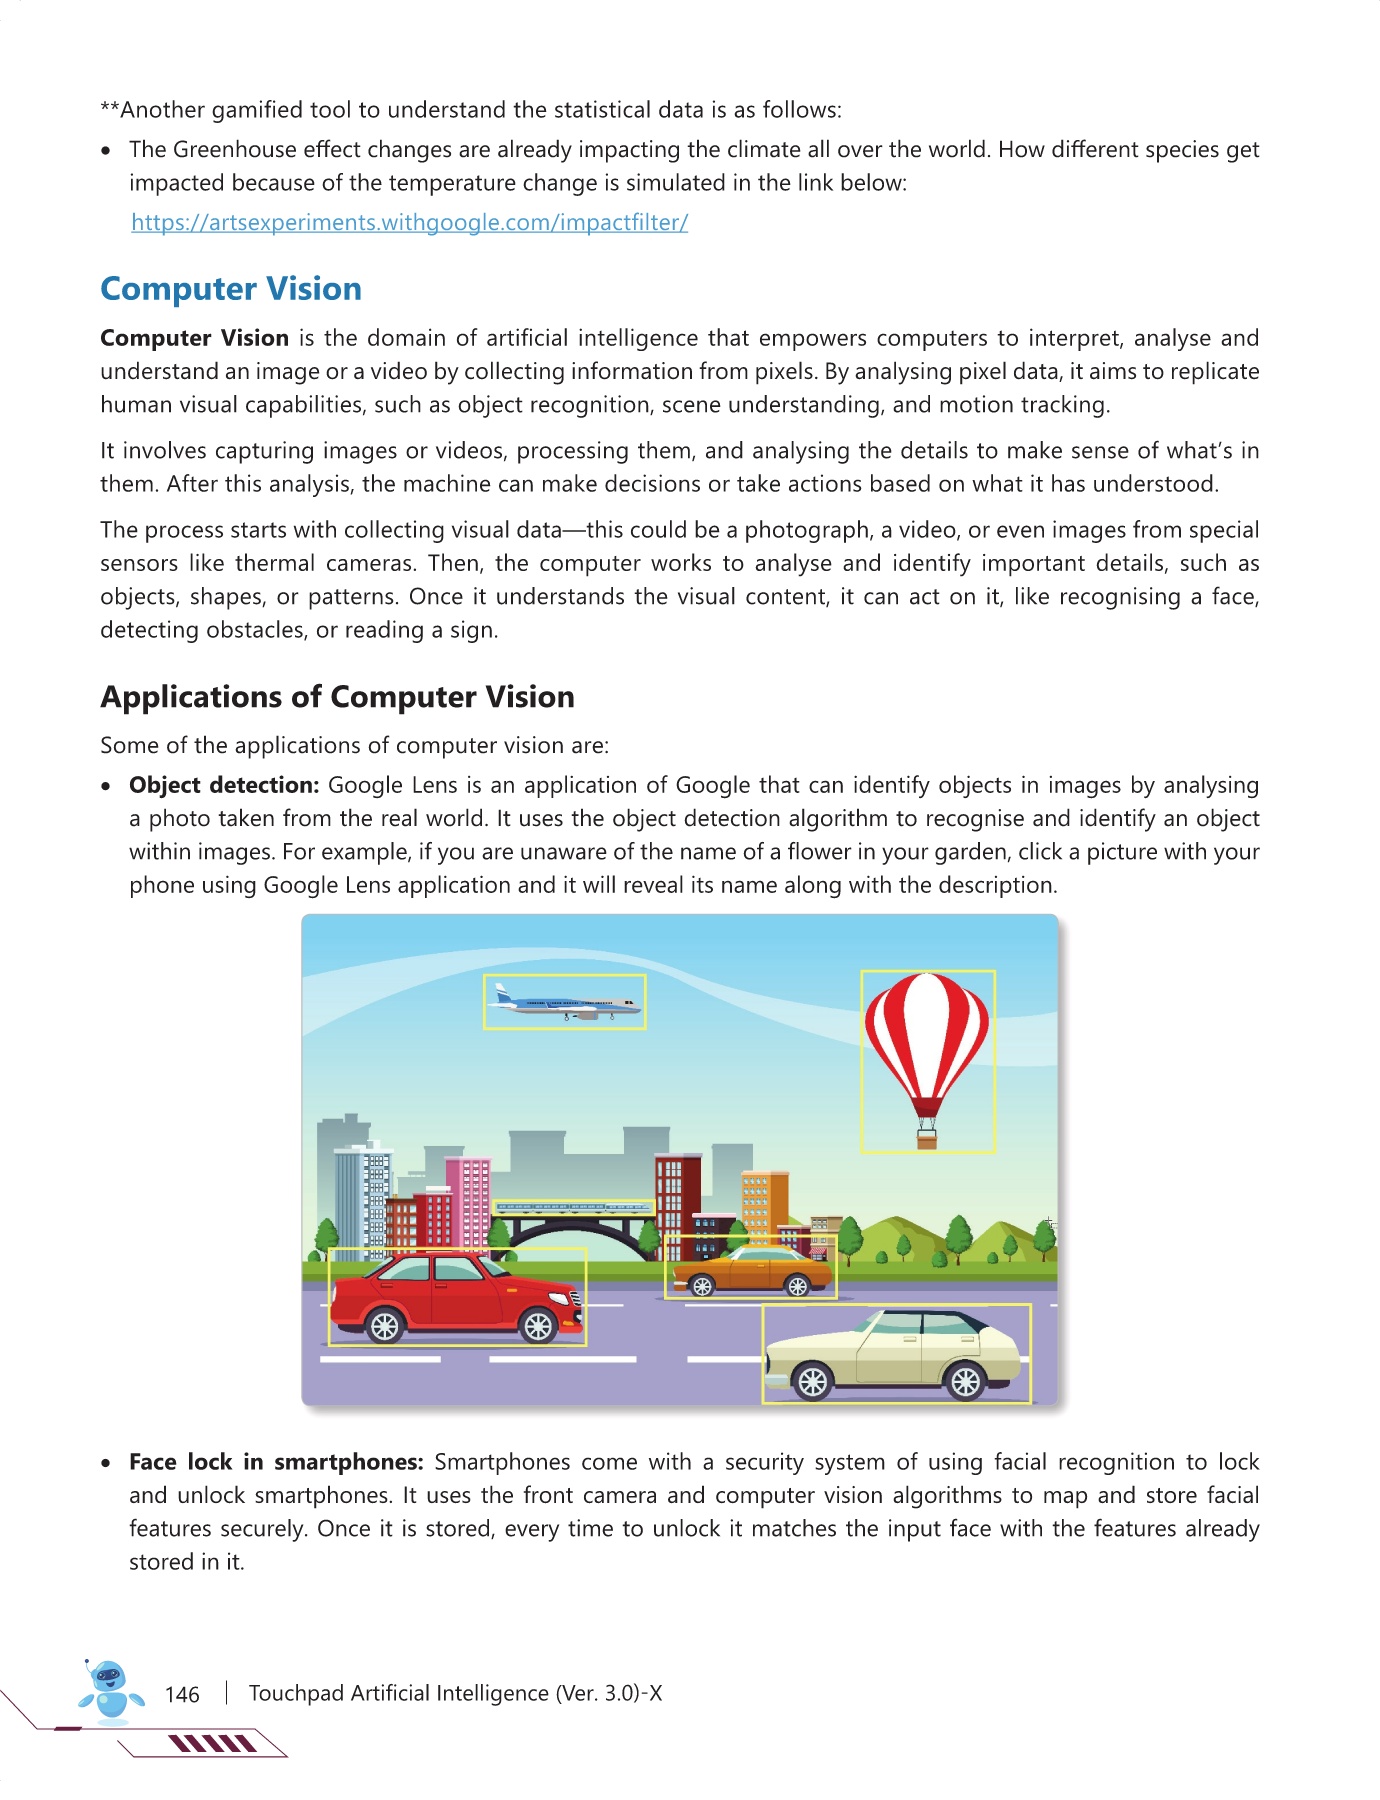 **Another gamified tool to understand the statistical data is as follows:
• The Greenhouse effect changes are already impacting the climate all over the world. How different species get
impacted because of the temperature change is simulated in the link below:
https://artsexperiments.withgoogle.com/impactfilter/
Computer Vision
Computer Vision is the domain of artificial intelligence that empowers computers to interpret, analyse and
understand an image or a video by collecting information from pixels. By analysing pixel data, it aims to replicate
human visual capabilities, such as object recognition, scene understanding, and motion tracking.
It involves capturing images or videos, processing them, and analysing the details to make sense of what's in
them. After this analysis, the machine can make decisions or take actions based on what it has understood.
The process starts with collecting visual data—this could be a photograph, a video, or even images from special
sensors like thermal cameras. Then, the computer works to analyse and identify important details, such as
objects, shapes, or patterns. Once it understands the visual content, it can act on it, like recognising a face,
detecting obstacles, or reading a sign.
Applications of Computer Vision
Some of the applications of computer vision are:
• Object detection: Google Lens is an application of Google that can identify objects in images by analysing
a photo taken from the real world. It uses the object detection algorithm to recognise and identify an object
within images. For example, if you are unaware of the name of a flower in your garden, click a picture with your
phone using Google Lens application and it will reveal its name along with the description.
• Face lock in smartphones: Smartphones come with a security system of using facial recognition to lock
and unlock smartphones. It uses the front camera and computer vision algorithms to map and store facial
features securely. Once it is stored, every time to unlock it matches the input face with the features already
stored in it.
146 | Touchpad Artificial Intelligence (Ver. 3.0)-X